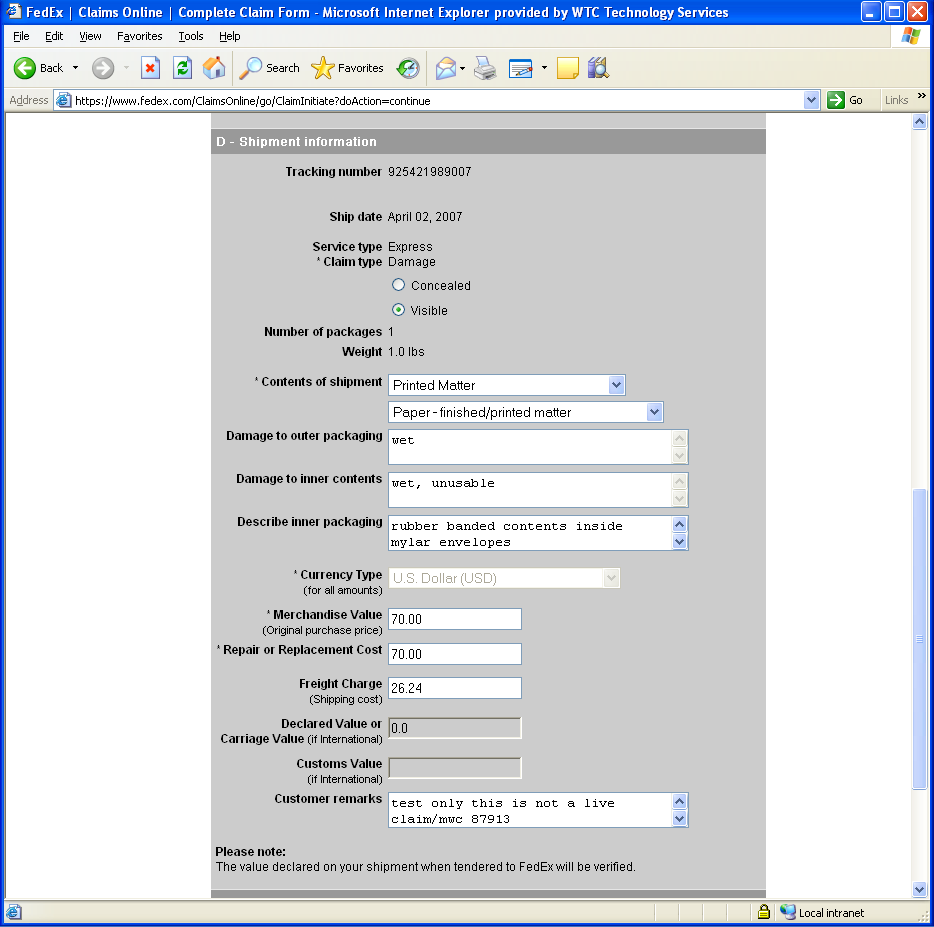 FedEx | Claims Online | Complete Claim Form - Microsoft Internet Explorer provided by WTC Technology Services
File Edit View Favorites Tools Help
Back Search Favorites
Address https://www.fedex.com/ClaimsOnline/go/ClaimInitiate?doAction=continue Go Links »
D - Shipment information
Tracking number 925421989007
Ship date April 02, 2007
Service type Express
* Claim type Damage
Concealed
Visible
Number of packages 1
Weight 1.0 lbs
* Contents of shipment Printed Matter
Paper - finished/printed matter
Damage to outer packaging wet
Damage to inner contents wet, unusable
Describe inner packaging rubber banded contents inside
mylar envelopes
* Currency Type U.S. Dollar (USD)
(for all amounts)
* Merchandise Value 70.00
(Original purchase price)
* Repair or Replacement Cost 70.00
Freight Charge 26.24
(Shipping cost)
Declared Value or 0.0
Carriage Value (if International)
Customs Value
(if International)
Customer remarks test only this is not a live
claim/mwc 87913
Please note:
The value declared on your shipment when tendered to FedEx will be verified.
Local intranet